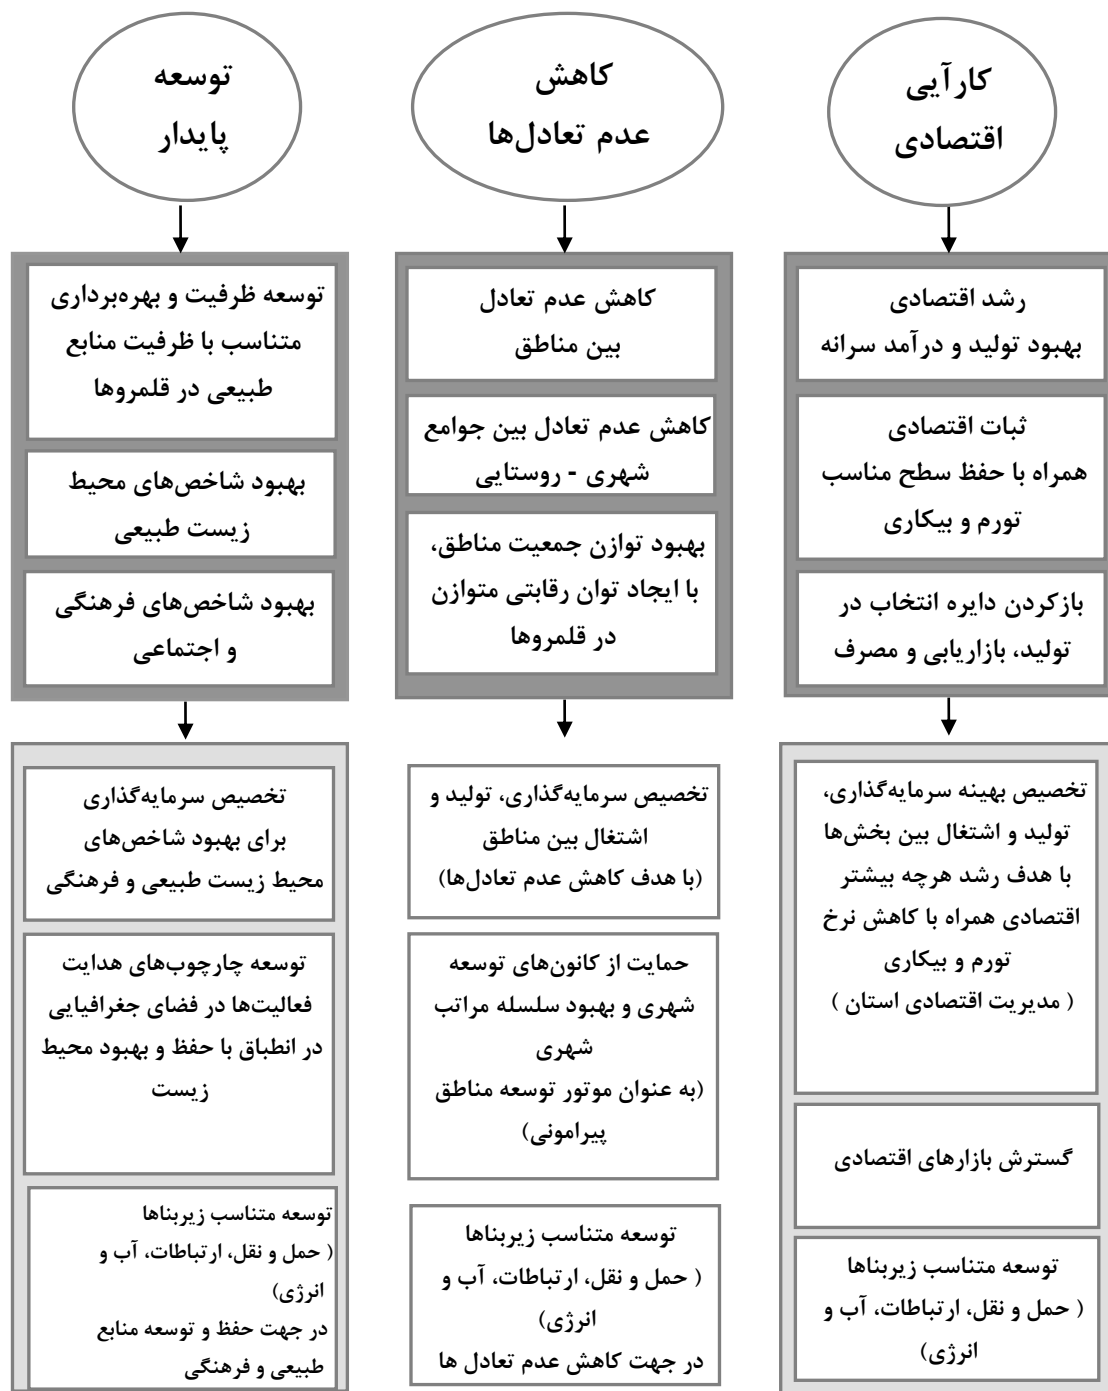 کارآیی
اقتصادی
رشد اقتصادی
بهبود تولید و درآمد سرانه
ثبات اقتصادی
همراه با حفظ سطح مناسب
تورم و بیکاری
بازکردن دایره انتخاب در
تولید، بازاریابی و مصرف
تخصیص بهینه سرمایه‌گذاری،
تولید و اشتغال بین بخش‌ها
با هدف رشد هرچه بیشتر
اقتصادی همراه با کاهش نرخ
تورم و بیکاری
( مدیریت اقتصادی استان )
گسترش بازارهای اقتصادی
توسعه متناسب زیربناها
( حمل و نقل، ارتباطات، آب و
انرژی)
کاهش
عدم تعادل‌ها
کاهش عدم تعادل
بین مناطق
کاهش عدم تعادل بین جوامع
شهری - روستایی
بهبود توازن جمعیت مناطق،
با ایجاد توان رقابتی متوازن
در قلمروها
تخصیص سرمایه‌گذاری، تولید و
اشتغال بین مناطق
(با هدف کاهش عدم تعادل‌ها)
حمایت از کانون‌های توسعه
شهری و بهبود سلسله مراتب
شهری
(به عنوان موتور توسعه مناطق
پیرامونی)
توسعه متناسب زیربناها
( حمل و نقل، ارتباطات، آب و
انرژی)
در جهت کاهش عدم تعادل ها
توسعه
پایدار
توسعه ظرفیت و بهره‌برداری
متناسب با ظرفیت منابع
طبیعی در قلمروها
بهبود شاخص‌های محیط
زیست طبیعی
بهبود شاخص‌های فرهنگی
و اجتماعی
تخصیص سرمایه‌گذاری
برای بهبود شاخص‌های
محیط زیست طبیعی و فرهنگی
توسعه چارچوب‌های هدایت
فعالیت‌ها در فضای جغرافیایی
در انطباق با حفظ و بهبود محیط
زیست
توسعه متناسب زیربناها
( حمل و نقل، ارتباطات، آب و
انرژی)
در جهت حفظ و توسعه منابع
طبیعی و فرهنگی